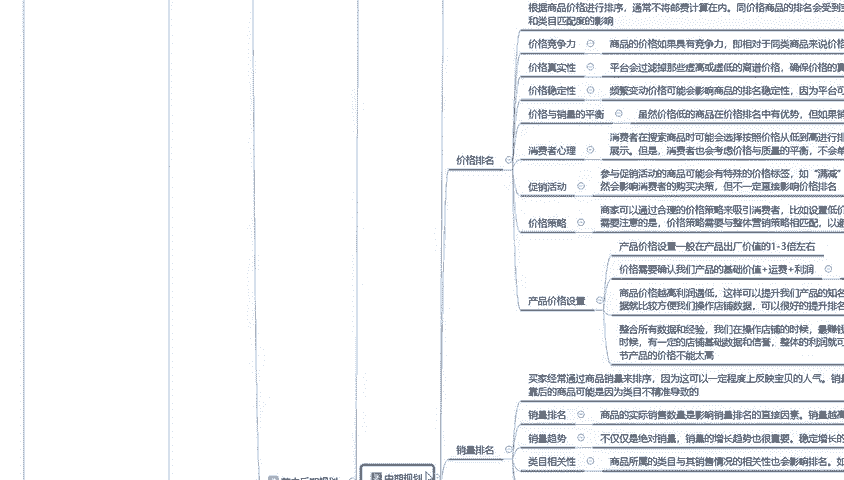 根据商品价格进行排序，通常不将邮费计算在内。同价格商品的排名会受到
和类目匹配度的影响
价格竞争力
商品的价格如果具有竞争力，即相对于同类商品来说价格
价格真实性
平台会过滤掉那些虚高或虚低的离谱价格，确保价格的真
价格稳定性
频繁变动价格可能会影响商品的排名稳定性，因为平台可
价格与销量的平衡
虽然价格低的商品在价格排名中有优势，但如果销
消费者在搜索商品时可能会选择按照价格从低到高进行排
消费者心理
展示。但是，消费者也会考虑价格与质量的平衡，不会单
价格排名
参与促销活动的商品可能会有特殊的价格标签，如“满减”
促销活动
然会影响消费者的购买决策，但不一定直接影响价格排名
商家可以通过合理的价格策略来吸引消费者，比如设置低价
价格策略
需要注意的是，价格策略需要与整体营销策略相匹配，以避
产品价格设置一般在产品出厂价值的1-3倍左右
价格需要确认我们产品的基础价值+运费+利润
商品价格越高利润遇低，这样可以提升我们产品的知名
产品价格设置
据就比较方便我们操作店铺数据，可以很好的提升排名
整合所有数据和经验，我们在操作店铺的时候，最赚钱
时候，有一定的店铺基础数据和信誉，整体的利润就可
节产品的价格不能太高
买家经常通过商品销量来排序，因为这可以一定程度上反映宝贝的人气。销量
靠后的商品可能是因为类目不精准导致的
销量排名
商品的实际销售数量是影响销量排名的直接因素。销量越高
销量趋势
不仅仅是绝对销量，销量的增长趋势也很重要。稳定增长的
销量排名
类目相关性
商品所属的类目与其销售情况的相关性也会影响排名。如
中期规划